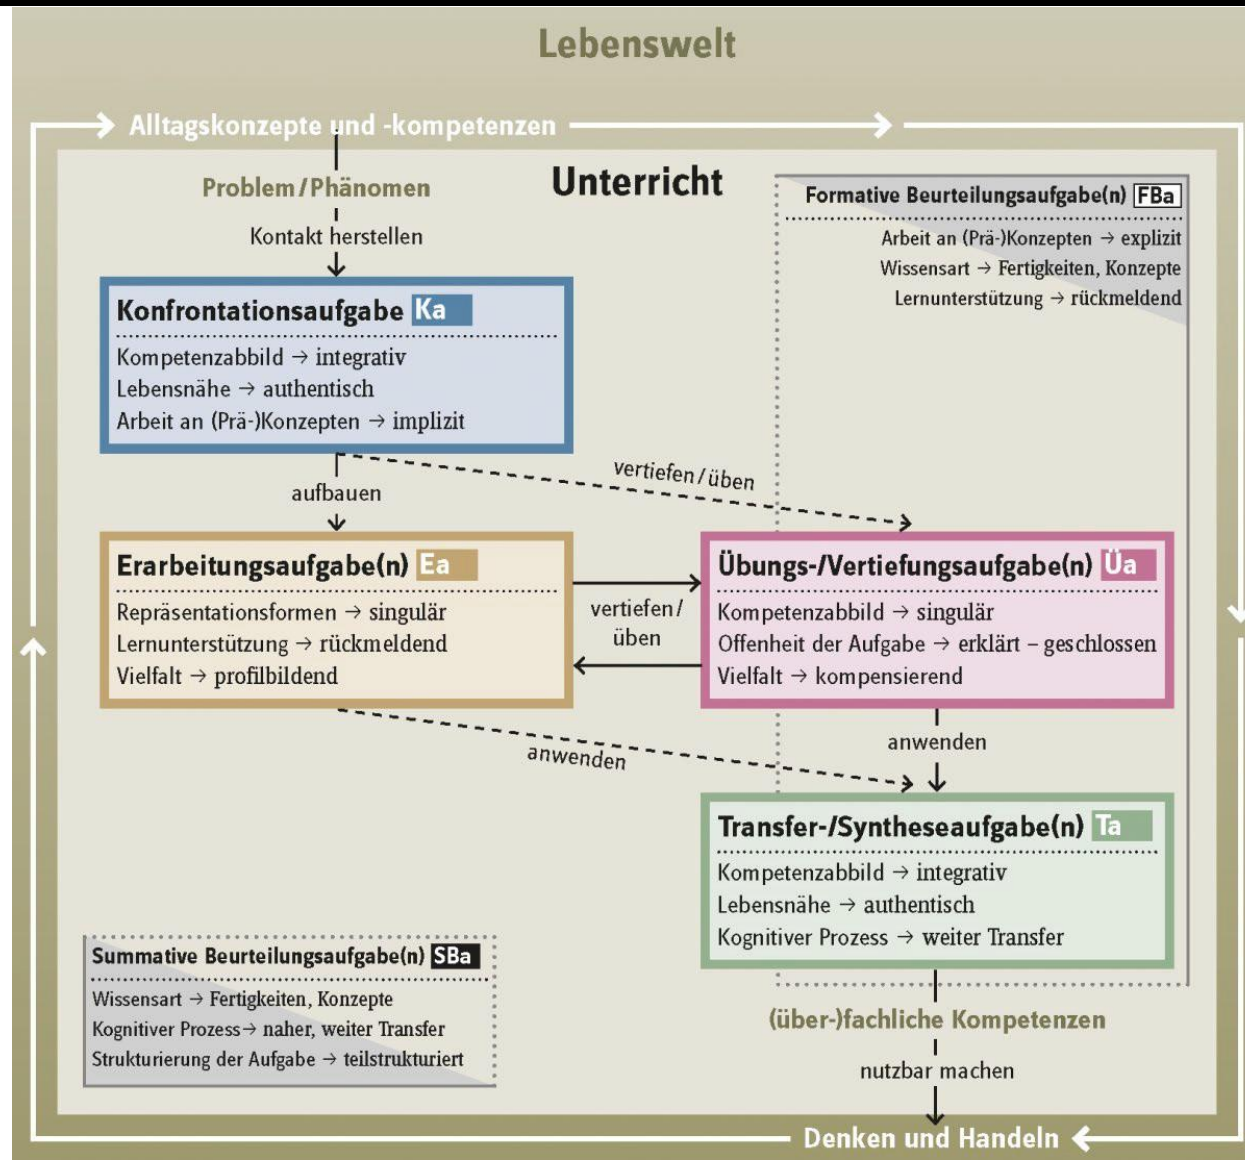 Lebenswelt
Alltagskonzepte und -kompetenzen
Unterricht
Problem/Phänomen
Kontakt herstellen
Formative Beurteilungsaufgabe(n) FBa
Arbeit an (Prä-)Konzepten → explizit
Wissensart → Fertigkeiten, Konzepte
Lernunterstützung → rückmeldend
Konfrontationsaufgabe Ka
Kompetenzabbild → integrativ
Lebensnähe → authentisch
Arbeit an (Prä-)Konzepten → implizit
vertiefen/üben
aufbauen
Erarbeitungsaufgabe(n) Ea
Repräsentationsformen → singulär
Lernunterstützung → rückmeldend
Vielfalt → profilbildend
vertiefen/
üben
Übungs-/Vertiefungsaufgabe(n) Üa
Kompetenzabbild → singulär
Offenheit der Aufgabe → erklärt – geschlossen
Vielfalt → kompensierend
anwenden
anwenden
Transfer-/Syntheseaufgabe(n) Ta
Kompetenzabbild → integrativ
Lebensnähe → authentisch
Kognitiver Prozess → weiter Transfer
Summative Beurteilungsaufgabe(n) SBa
Wissensart → Fertigkeiten, Konzepte
Kognitiver Prozess → naher, weiter Transfer
Strukturierung der Aufgabe → teilstrukturiert
(über-)fachliche Kompetenzen
nutzbar machen
Denken und Handeln